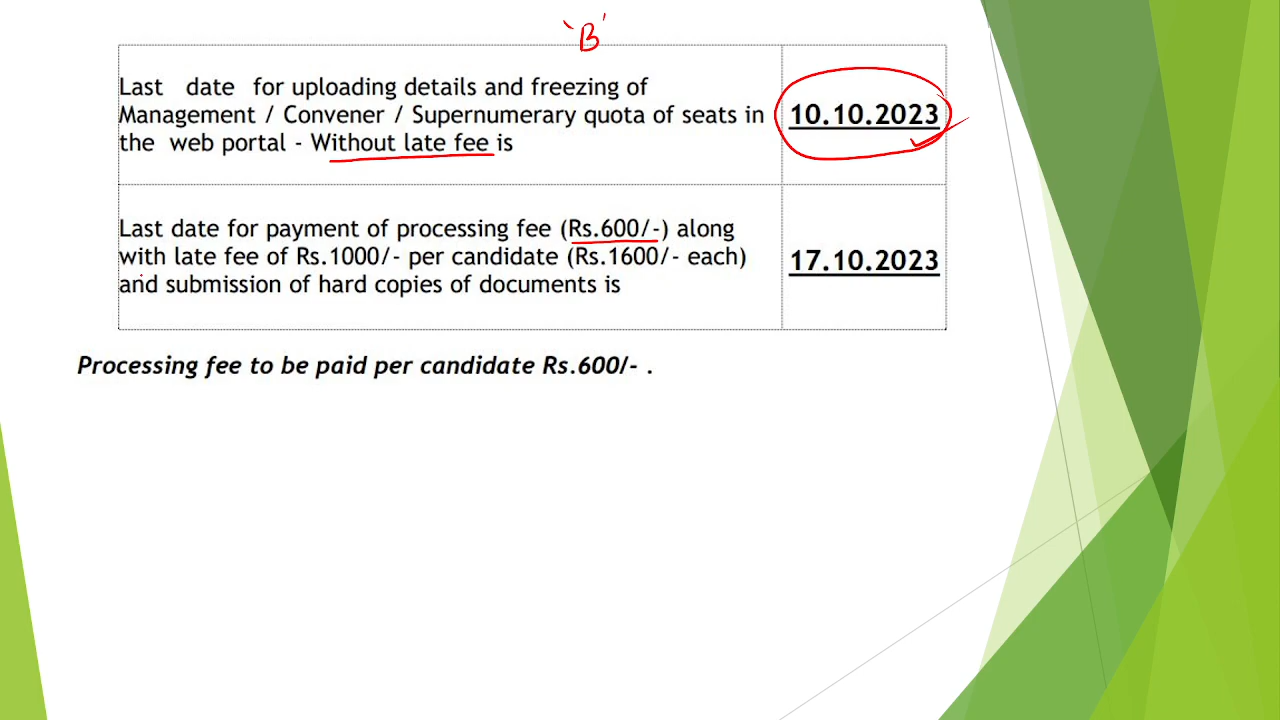 'B'
Last date for uploading details and freezing of
Management / Convener / Supernumerary quota of seats in
the web portal - Without late fee is
10.10.2023
Last date for payment of processing fee (Rs.600/-) along
with late fee of Rs.1000/- per candidate (Rs.1600/- each)
and submission of hard copies of documents is
17.10.2023
Processing fee to be paid per candidate Rs.600/- .